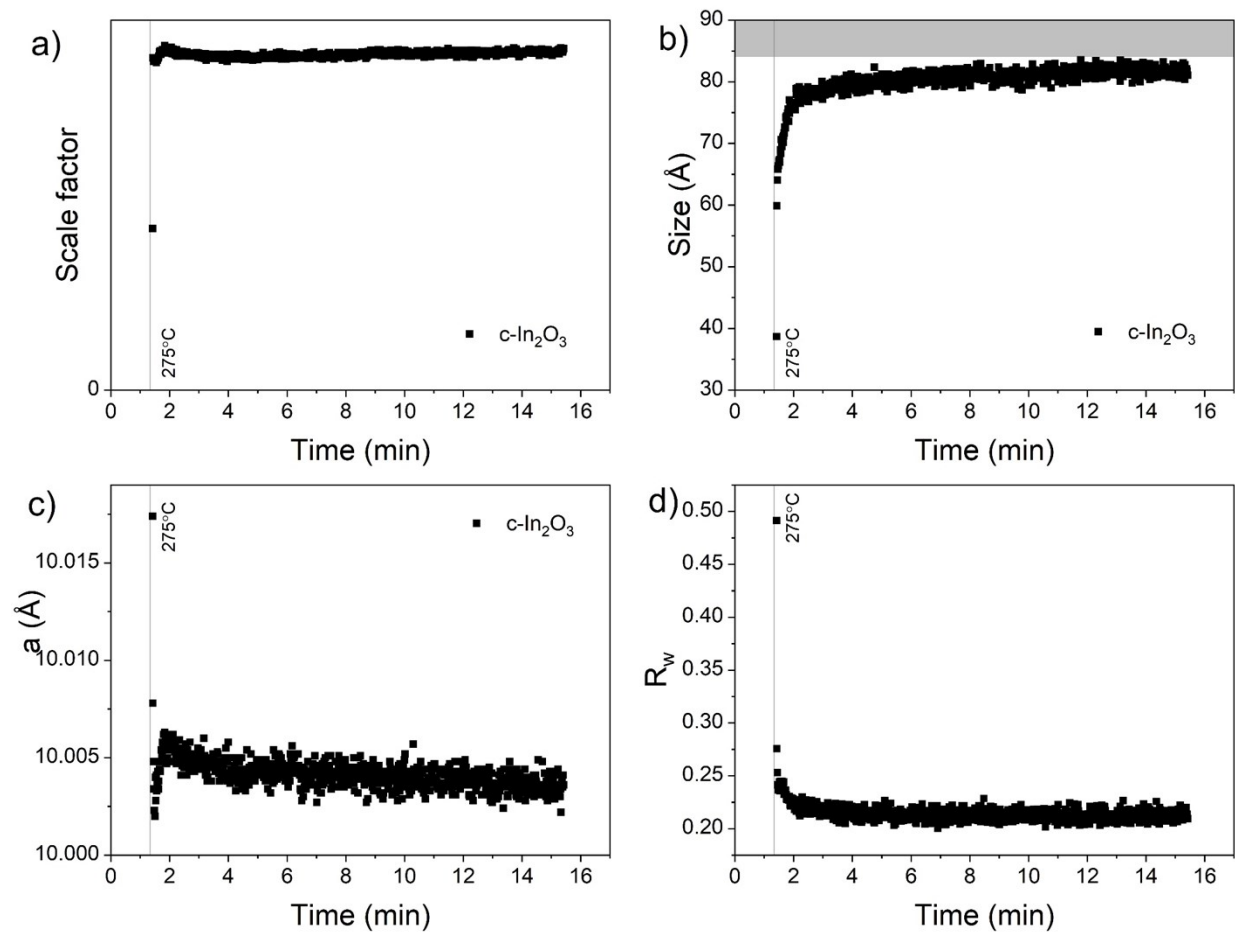 a)
Scale factor
0
275°C
c-In₂O₃
0 2 4 6 8 10 12 14 16
Time (min)
b)
Size (Å)
90
80
70
60
50
40
30
275°C
c-In₂O₃
0 2 4 6 8 10 12 14 16
Time (min)
c)
a (Å)
10.015
10.010
10.005
10.000
275°C
c-In₂O₃
0 2 4 6 8 10 12 14 16
Time (min)
d)
R_w
0.50
0.45
0.40
0.35
0.30
0.25
0.20
275°C
0 2 4 6 8 10 12 14 16
Time (min)